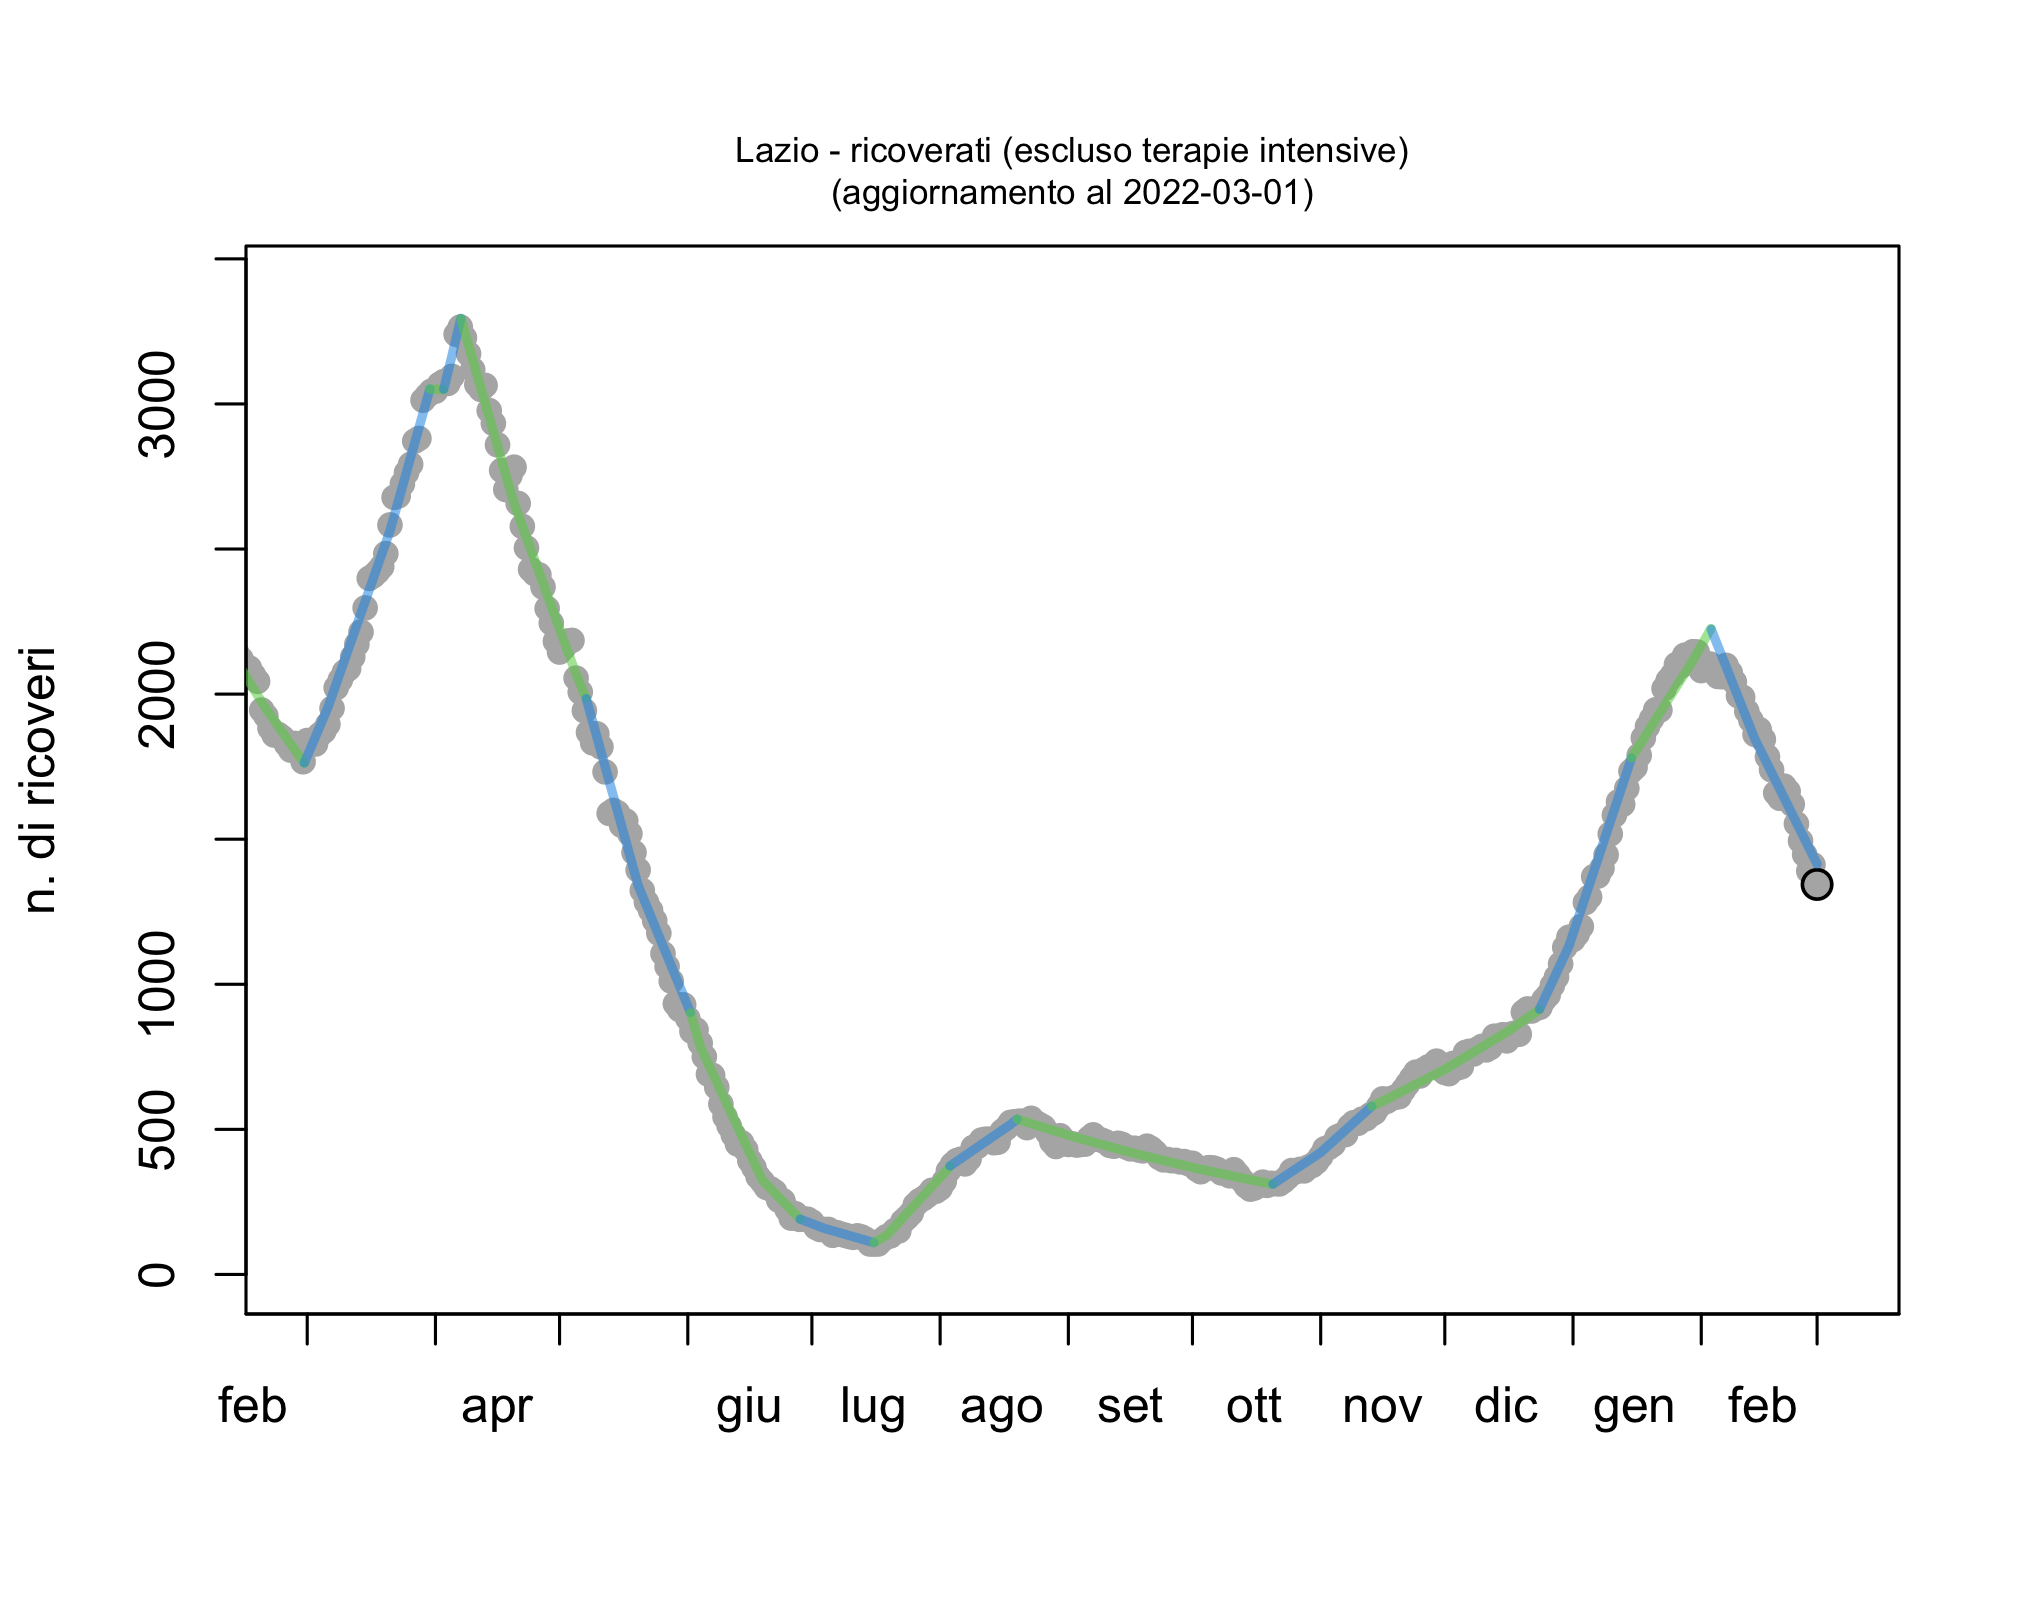 Lazio - ricoverati (escluso terapie intensive)
(aggiornamento al 2022-03-01)
n. di ricoveri
3000
2000
1000
500
0
feb apr giu lug ago set ott nov dic gen feb